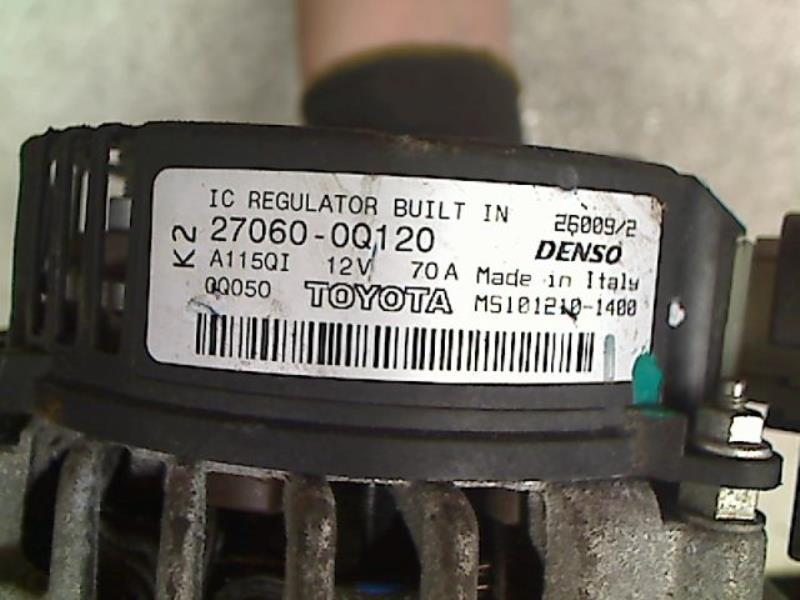 IC REGULATOR BUILT IN 26009/2
K2 27060-0Q120 DENSO
A115QI 12V 70A Made in Italy
0Q050 TOYOTA MS101210-1400